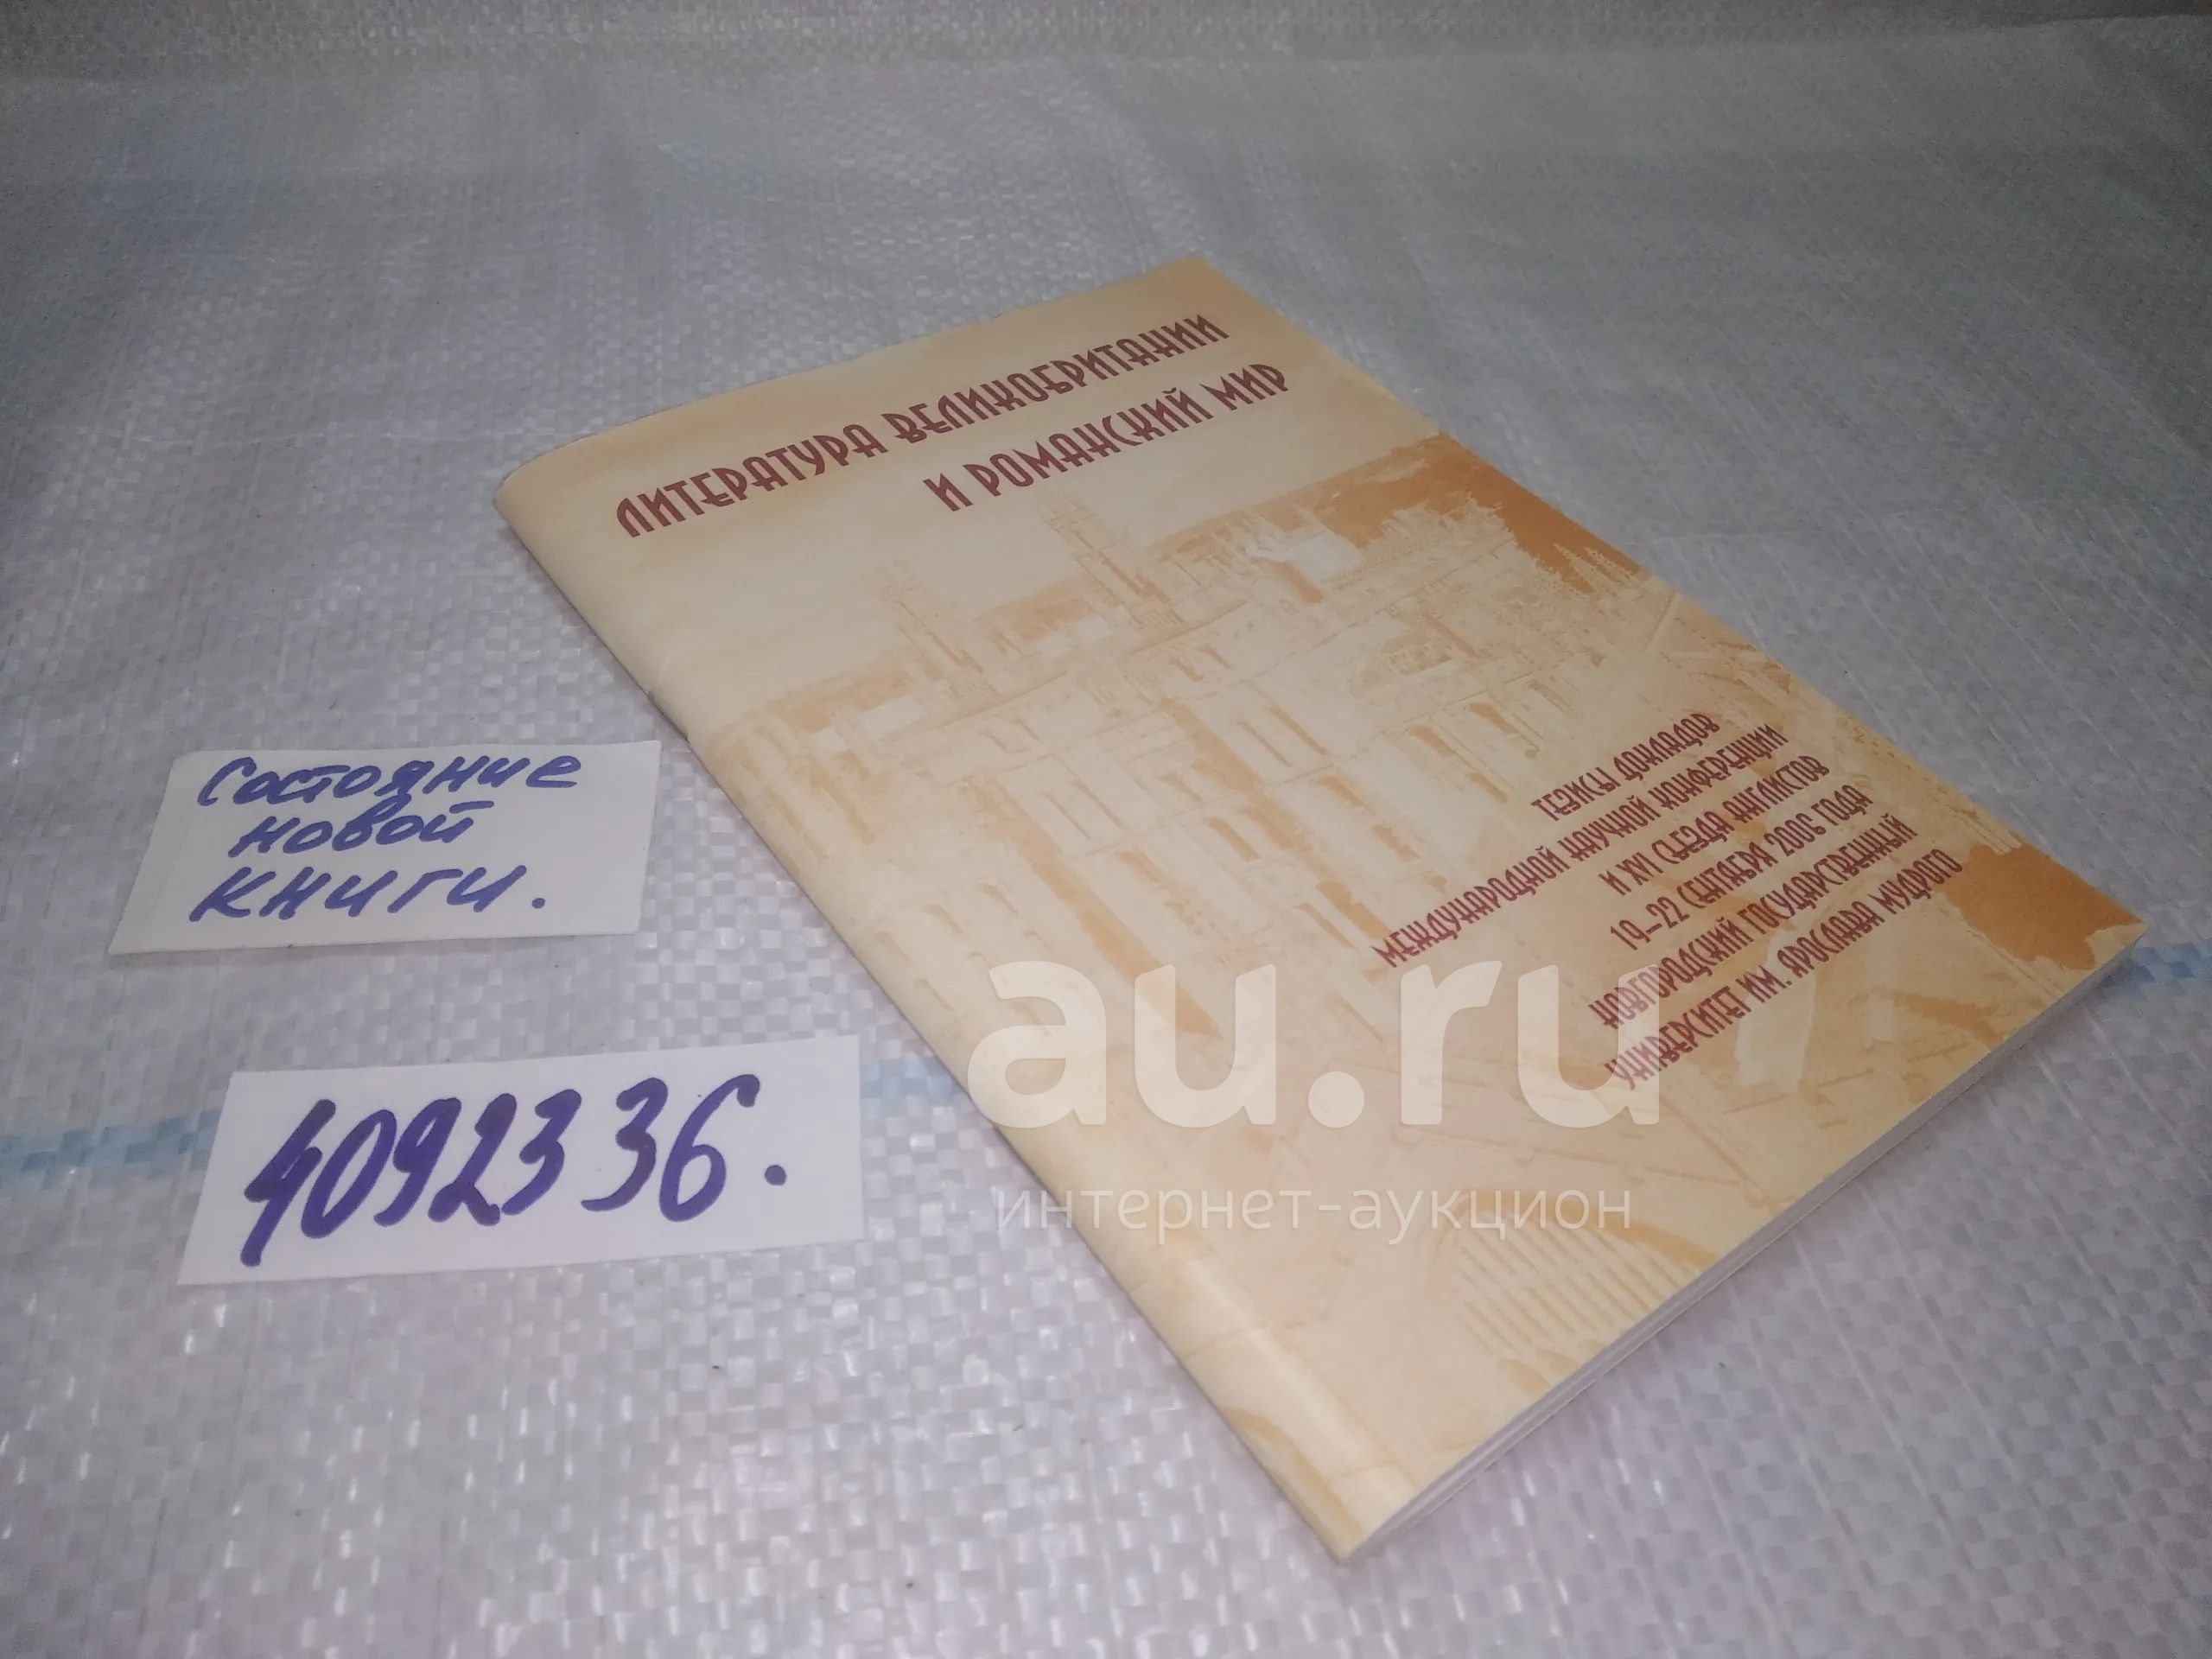 ЛИТЕРАТУРА ВЕЛИКОБРИТАНИИ
И РОМАНСКИЙ МИР
ТЕЗИСЫ ДОКЛАДОВ
МЕЖДУНАРОДНОЙ НАУЧНОЙ КОНФЕРЕНЦИИ
И XVI СЪЕЗДА АНГЛИСТОВ
19–22 СЕНТЯБРЯ 2006 ГОДА
НОВГОРОДСКИЙ ГОСУДАРСТВЕННЫЙ
УНИВЕРСИТЕТ ИМ. ЯРОСЛАВА МУДРОГО
Состояние
новой
книги.
4092336.
au.ru
интернет-аукцион